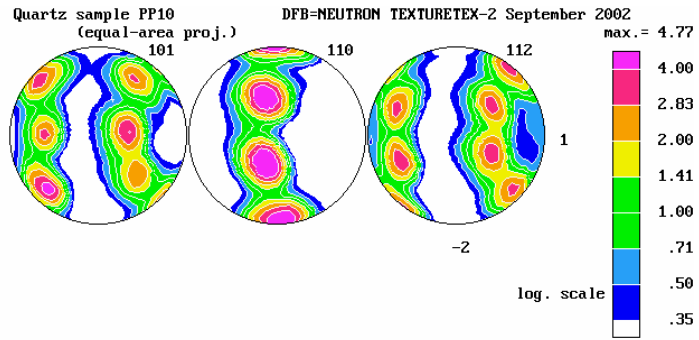 Quartz sample PP10 DFB=NEUTRON TEXTURETEX-2 September 2002
(equal-area proj.) max.= 4.77
101 110 112
4.00
2.83
2.00
1
1.41
1.00
.71
-2
.50
log. scale
.35